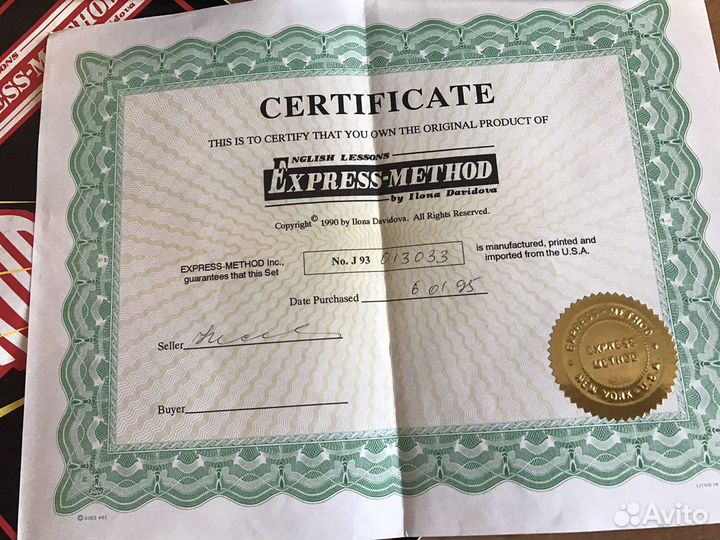 CERTIFICATE
THIS IS TO CERTIFY THAT YOU OWN THE ORIGINAL PRODUCT OF
ENGLISH LESSONS
EXPRESS-METHOD
by Ilona Davidova
Copyright © 1990 by Ilona Davidova. All Rights Reserved.
EXPRESS-METHOD Inc., guarantees that this Set
No. J 93 013033
is manufactured, printed and imported from the U.S.A.
Date Purchased 6 01.95
Seller
Buyer
EXPRESS-METHOD
EXPRESS METHOD
NEW YORK U.S.A
© GOES 461
LITHO IN
Avito